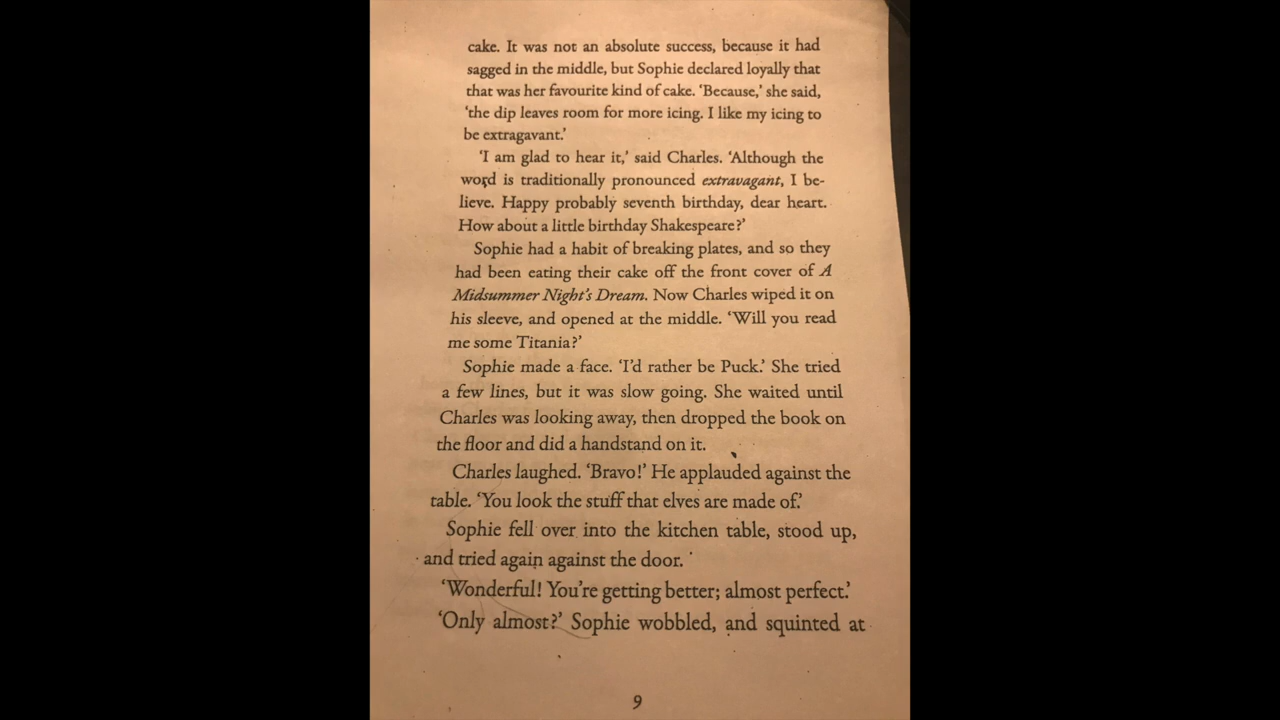 cake. It was not an absolute success, because it had
sagged in the middle, but Sophie declared loyally that
that was her favourite kind of cake. ‘Because,’ she said,
‘the dip leaves room for more icing. I like my icing to
be extragavant.’
‘I am glad to hear it,’ said Charles. ‘Although the
word is traditionally pronounced extravagant, I be-
lieve. Happy probably seventh birthday, dear heart.
How about a little birthday Shakespeare?’
Sophie had a habit of breaking plates, and so they
had been eating their cake off the front cover of A
Midsummer Night’s Dream. Now Charles wiped it on
his sleeve, and opened at the middle. ‘Will you read
me some Titania?’
Sophie made a face. ‘I’d rather be Puck.’ She tried
a few lines, but it was slow going. She waited until
Charles was looking away, then dropped the book on
the floor and did a handstand on it.
Charles laughed. ‘Bravo!’ He applauded against the
table. ‘You look the stuff that elves are made of.’
Sophie fell over into the kitchen table, stood up,
and tried again against the door.
‘Wonderful! You’re getting better; almost perfect.’
‘Only almost?’ Sophie wobbled, and squinted at
9